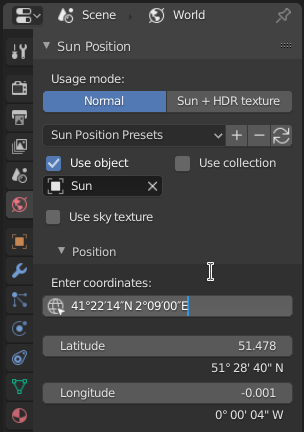 Scene > World
Sun Position
Usage mode:
Normal Sun + HDR texture
Sun Position Presets
Use object Use collection
Sun
Use sky texture
Position
Enter coordinates:
41°22′14″N 2°09′00″E
Latitude 51.478
51° 28' 40" N
Longitude -0.001
0° 00' 04" W